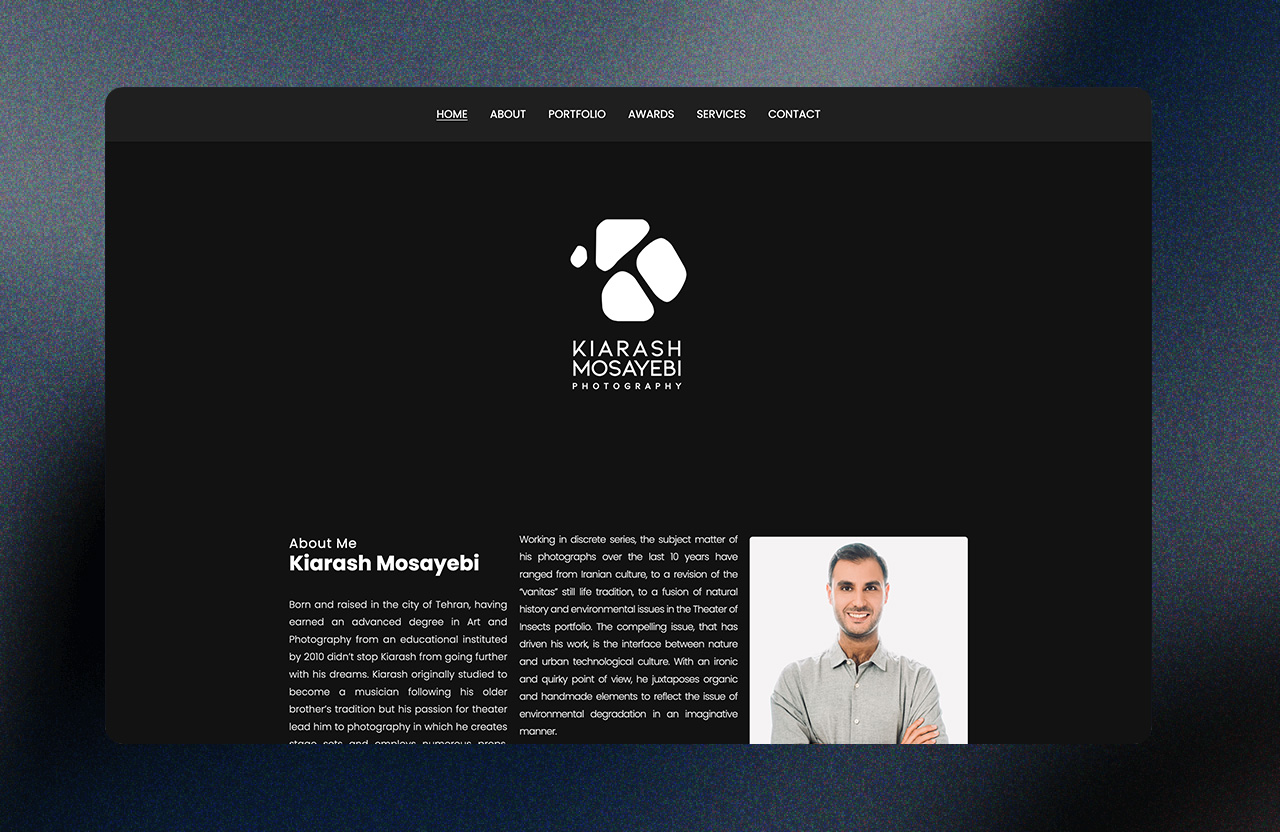 HOME ABOUT PORTFOLIO AWARDS SERVICES CONTACT
KIARASH
MOSAYEBI
PHOTOGRAPHY
About Me
Kiarash Mosayebi
Born and raised in the city of Tehran, having
earned an advanced degree in Art and
Photography from an educational instituted
by 2010 didn’t stop Kiarash from going further
with his dreams. Kiarash originally studied to
become a musician following his older
brother’s tradition but his passion for theater
lead him to photography in which he creates
stage sets and employs numerous props,
Working in discrete series, the subject matter of
his photographs over the last 10 years have
ranged from Iranian culture, to a revision of the
“vanitas” still life tradition, to a fusion of natural
history and environmental issues in the Theater of
Insects portfolio. The compelling issue, that has
driven his work, is the interface between nature
and urban technological culture. With an ironic
and quirky point of view, he juxtaposes organic
and handmade elements to reflect the issue of
environmental degradation in an imaginative
manner.